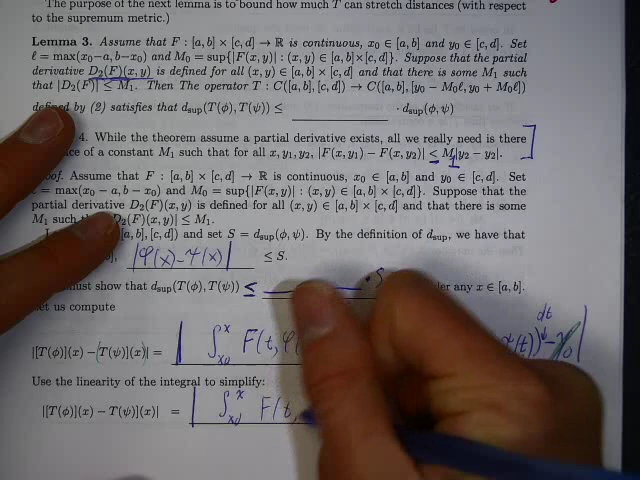 The purpose of the next lemma is to bound how much T can stretch distances (with respect
to the supremum metric.)
Lemma 3. Assume that F : [a, b] × [c, d] → ℝ is continuous, x₀ ∈ [a, b] and y₀ ∈ [c, d]. Set
ℓ = max(x₀−a, b−x₀) and M₀ = sup{|F(x, y)| : (x, y) ∈ [a, b]×[c, d]}. Suppose that the partial
derivative D₂(F)(x, y) is defined for all (x, y) ∈ [a, b] × [c, d] and that there is some M₁ such
that |D₂(F)| ≤ M₁. Then The operator T : C([a, b], [c, d]) → C([a, b], [y₀ − M₀ℓ, y₀ + M₀ℓ])
defined by (2) satisfies that d_sup(T(ϕ), T(ψ)) ≤ ________ · d_sup(ϕ, ψ)
4. While the theorem assume a partial derivative exists, all we really need is there
of a constant M₁ such that for all x, y₁, y₂, |F(x, y₁) − F(x, y₂)| ≤ M₁|y₂ − y₂|.
Assume that F : [a, b] × [c, d] → ℝ is continuous, x₀ ∈ [a, b] and y₀ ∈ [c, d]. Set
= max(x₀ − a, b − x₀) and M₀ = sup{|F(x, y)| : (x, y) ∈ [a, b] × [c, d]}. Suppose that the
partial derivative D₂(F)(x, y) is defined for all (x, y) ∈ [a, b] × [c, d] and that there is some
M₁ such D₂(F)(x, y)| ≤ M₁.
[a, b], [c, d]) and set S = d_sup(ϕ, ψ). By the definition of d_sup, we have that
|φ(x)−ψ(x)| ≤ S.
must show that d_sup(T(ϕ), T(ψ)) ≤ ________ · S any x ∈ [a, b].
us compute
|[T(ϕ)](x) − (T(ψ)](x)| = | ∫ₓ₀ˣ F(t, φ( (t)) dt − y₀ |
Use the linearity of the integral to simplify:
|[T(ϕ)](x) − T(ψ)](x)| = | ∫ₓ₀ˣ F(t,